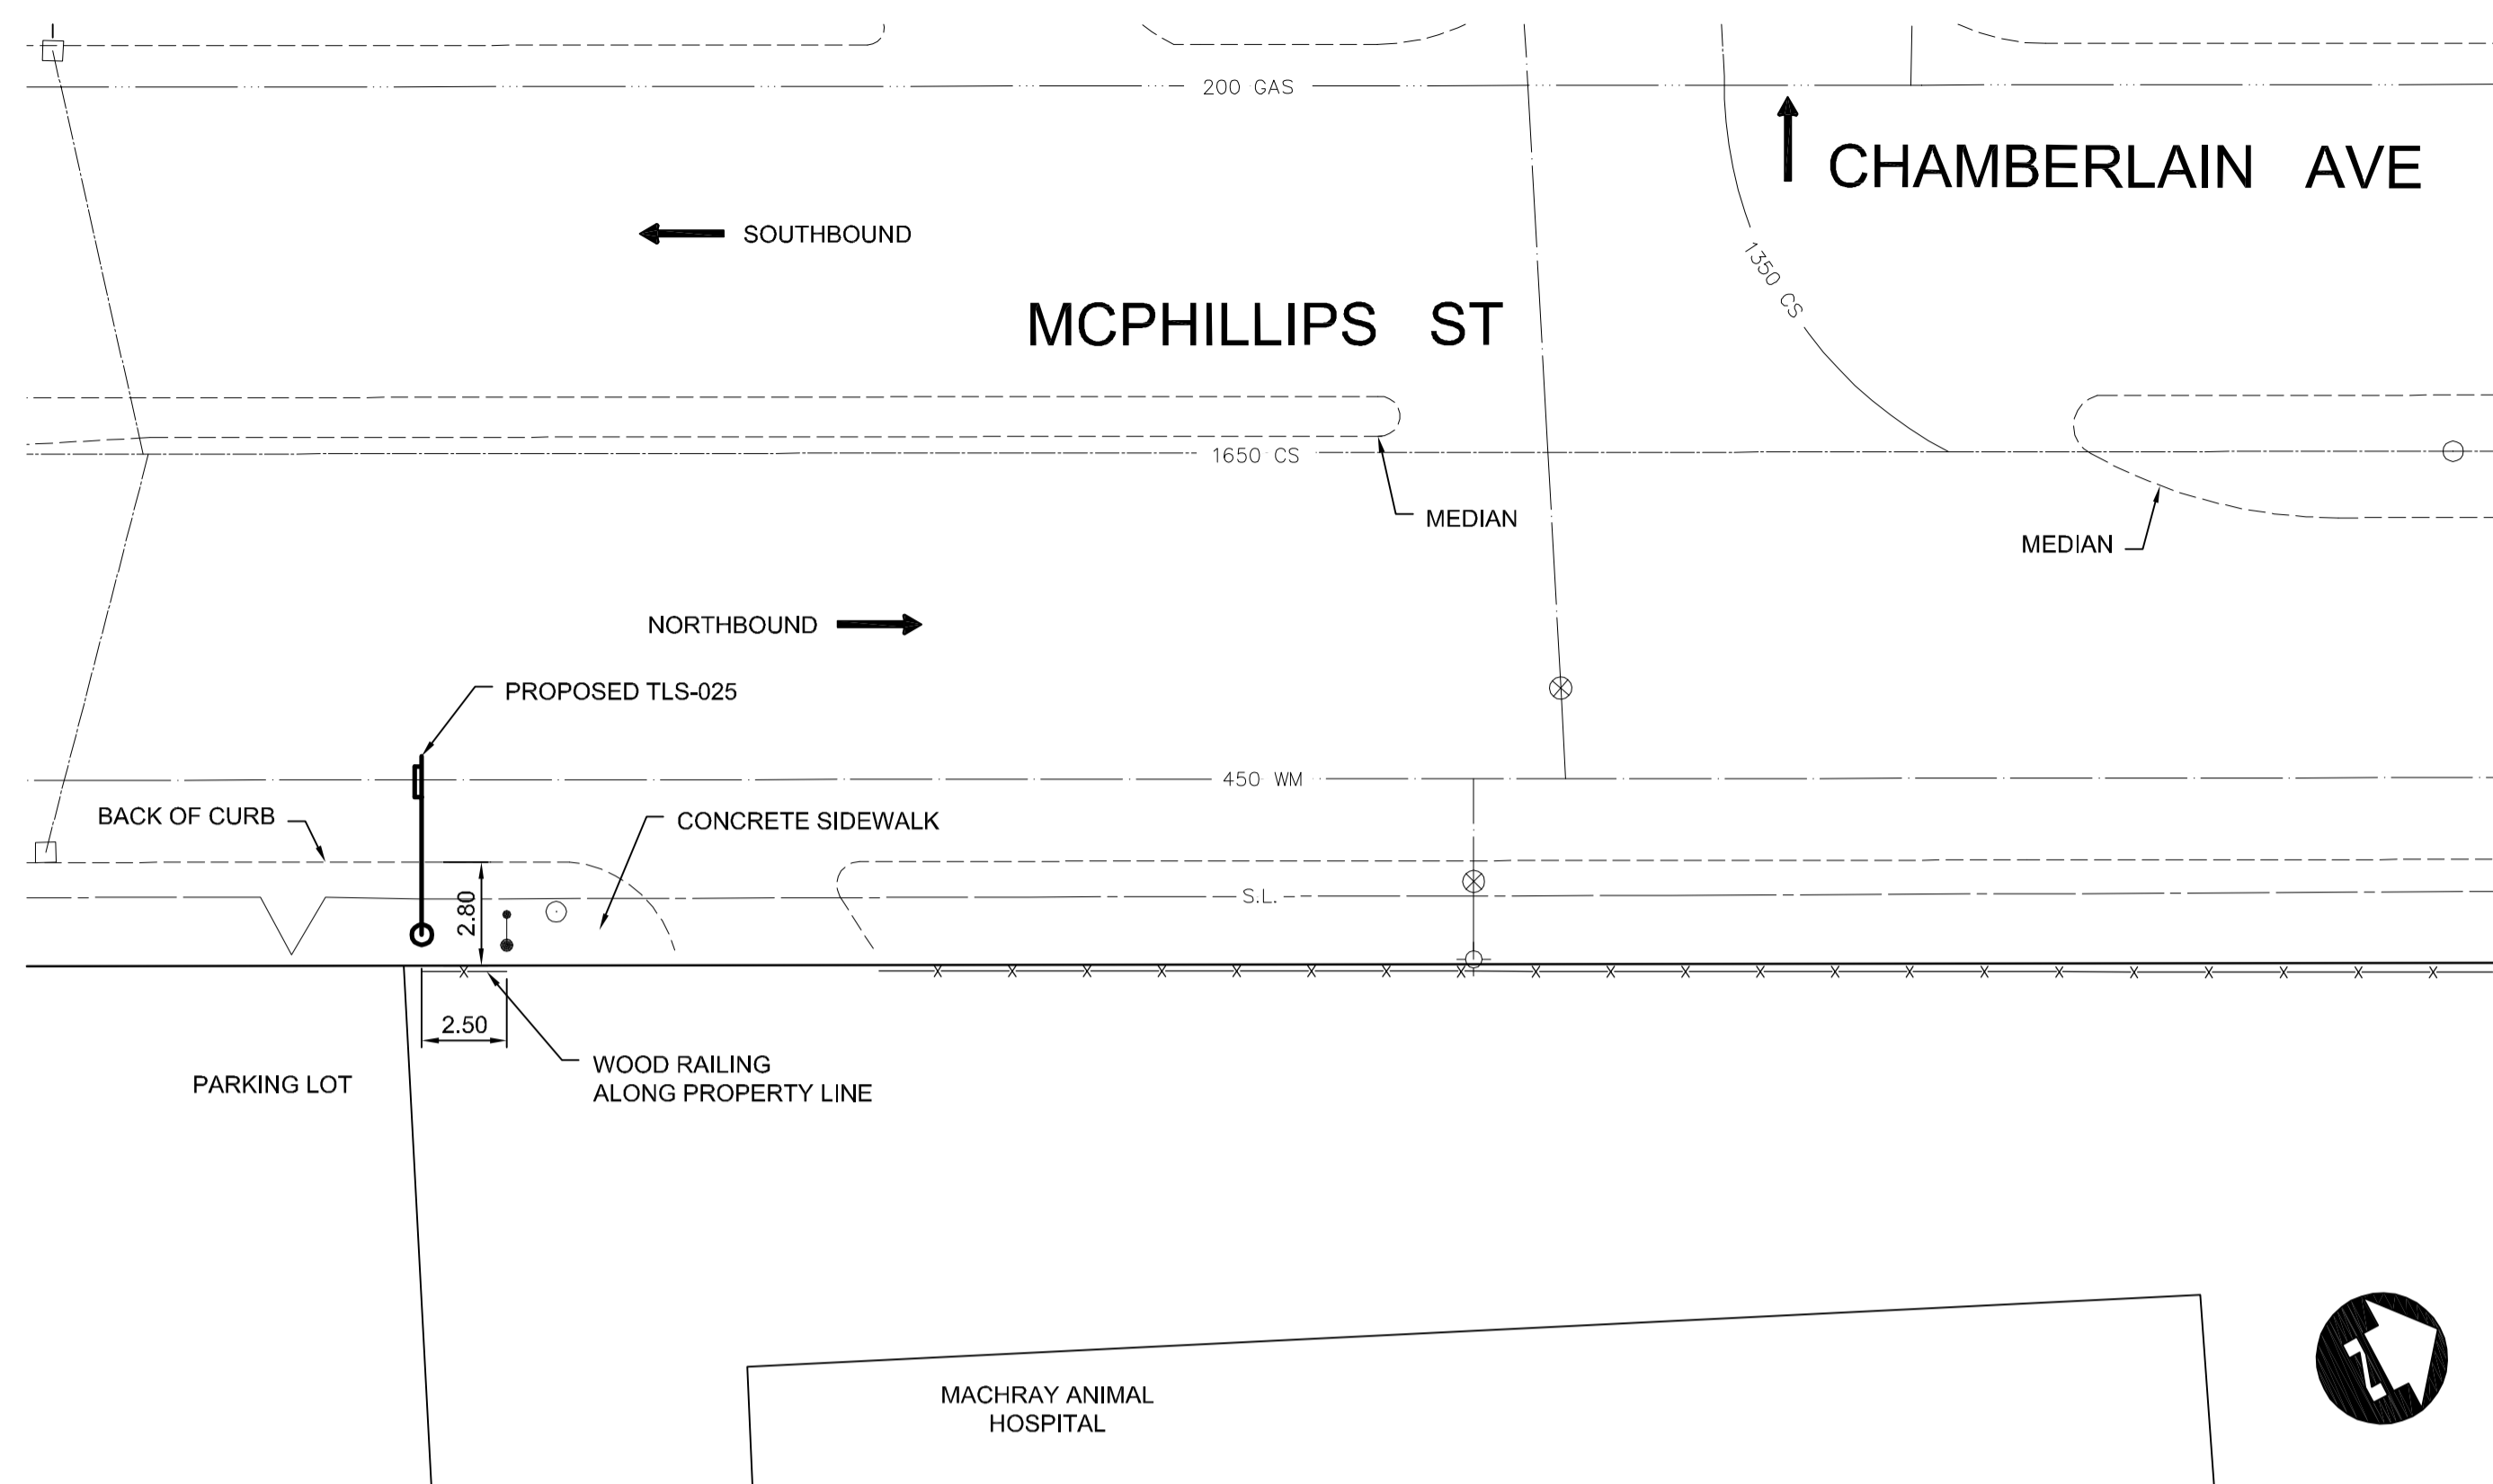 200 GAS
CHAMBERLAIN AVE
SOUTHBOUND
1350 CS
MCPHILLIPS ST
1650 CS
MEDIAN
MEDIAN
NORTHBOUND
PROPOSED TLS-025
450 WM
BACK OF CURB
CONCRETE SIDEWALK
2.80
S.L.
2.50
WOOD RAILING
ALONG PROPERTY LINE
PARKING LOT
MACHRAY ANIMAL
HOSPITAL
N